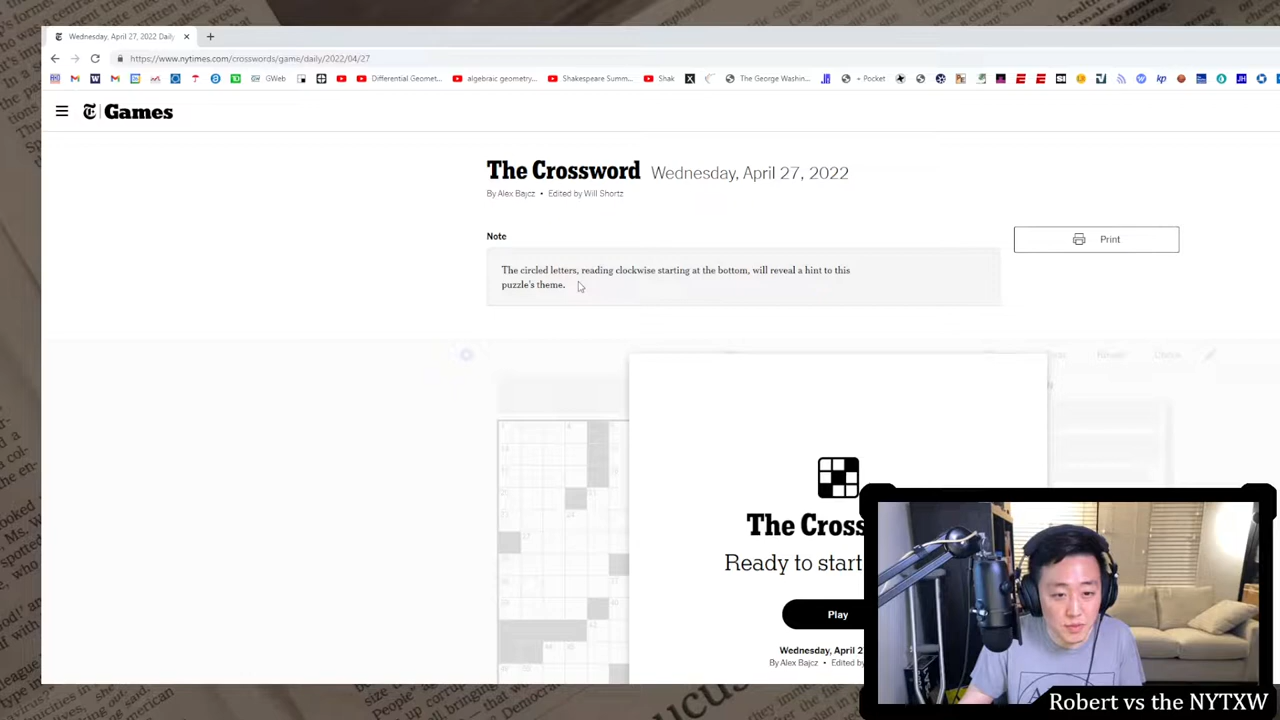 Wednesday, April 27, 2022 Daily
https://www.nytimes.com/crosswords/game/daily/2022/04/27
GWeb
Differential Geomet...
algebraic geometry...
Shakespeare Summ...
Shak
The George Washin...
+ Pocket
Games
The Crossword Wednesday, April 27, 2022
By Alex Bajcz • Edited by Will Shortz
Note
Print
The circled letters, reading clockwise starting at the bottom, will reveal a hint to this
puzzle's theme.
The Cross
Ready to start
Play
Wednesday, April 2
By Alex Bajcz • Edited
Robert vs the NYTXW